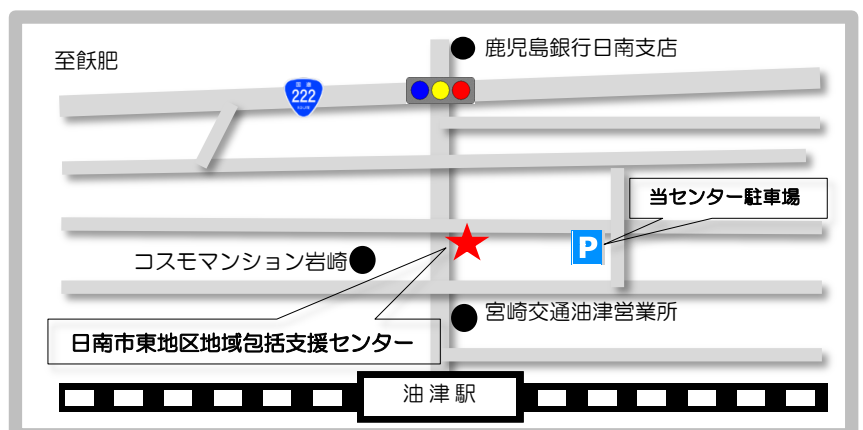 鹿児島銀行日南支店
至飫肥
国道
222
当センター駐車場
P
コスモマンション岩崎
宮崎交通油津営業所
日南市東地区地域包括支援センター
油津駅